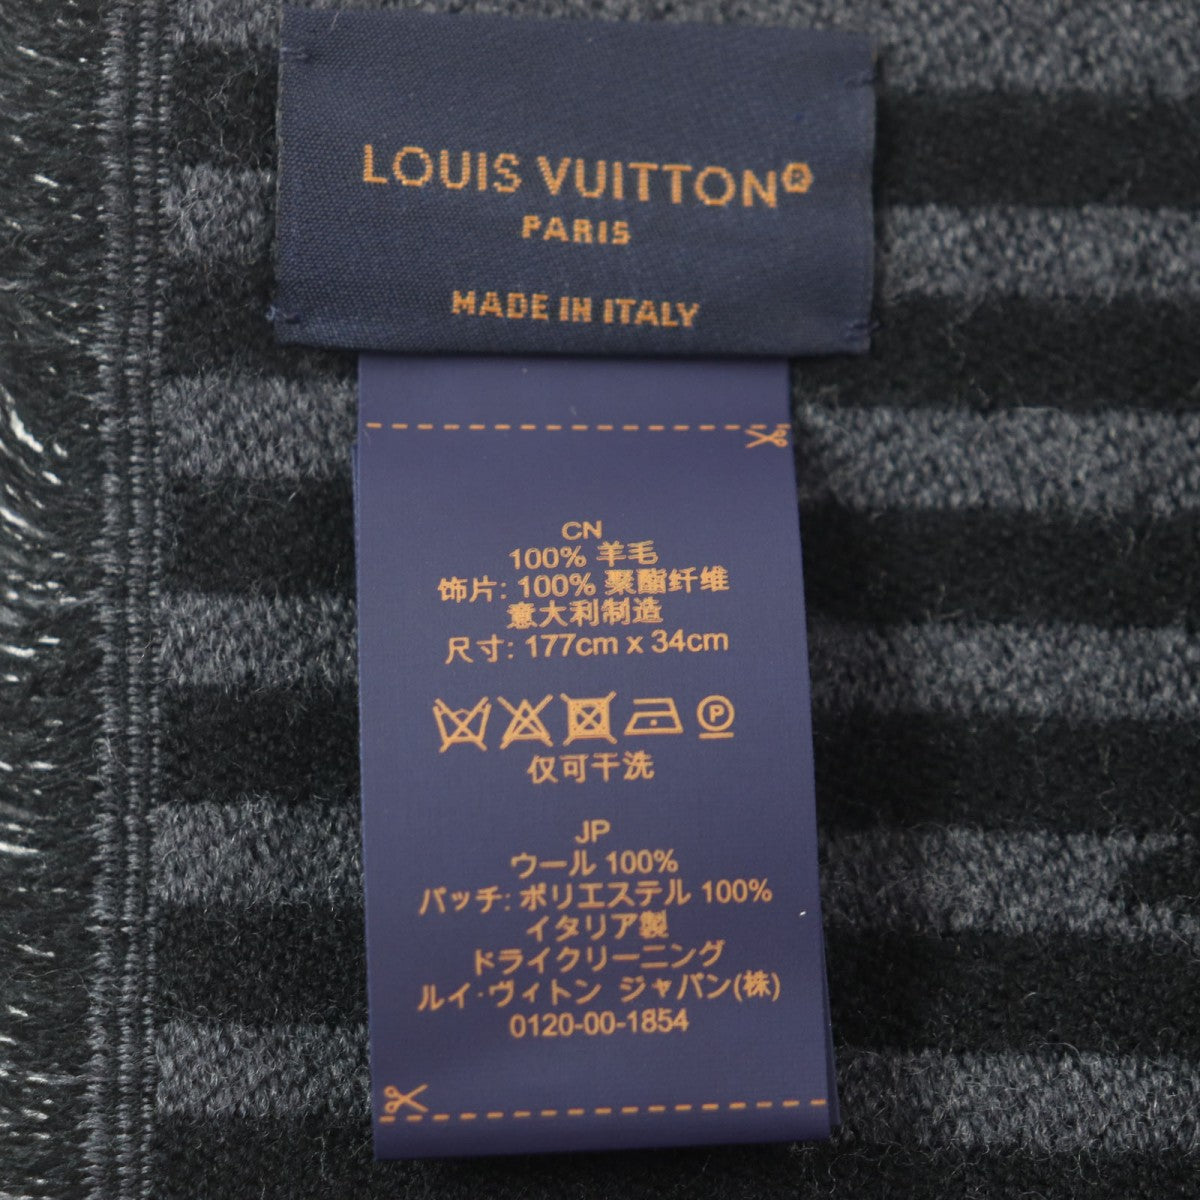 LOUIS VUITTON®
PARIS
MADE IN ITALY
CN
100% 羊毛
饰片: 100% 聚酯纤维
意大利制造
尺寸: 177cm x 34cm
P
仅可干洗
JP
ウール 100%
パッチ: ポリエステル 100%
イタリア製
ドライクリーニング
ルイ･ヴィトン ジャパン(株)
0120-00-1854